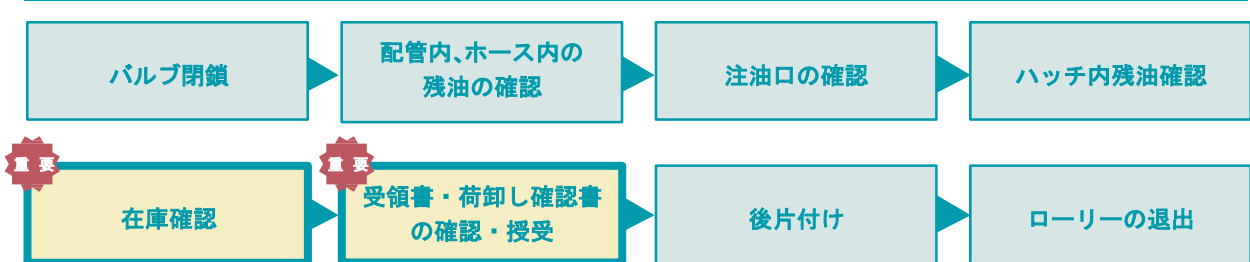 バルブ閉鎖
配管内、ホース内の
残油の確認
注油口の確認
ハッチ内残油確認
重要
在庫確認
重要
受領書・荷卸し確認書
の確認・授受
後片付け
ローリーの退出